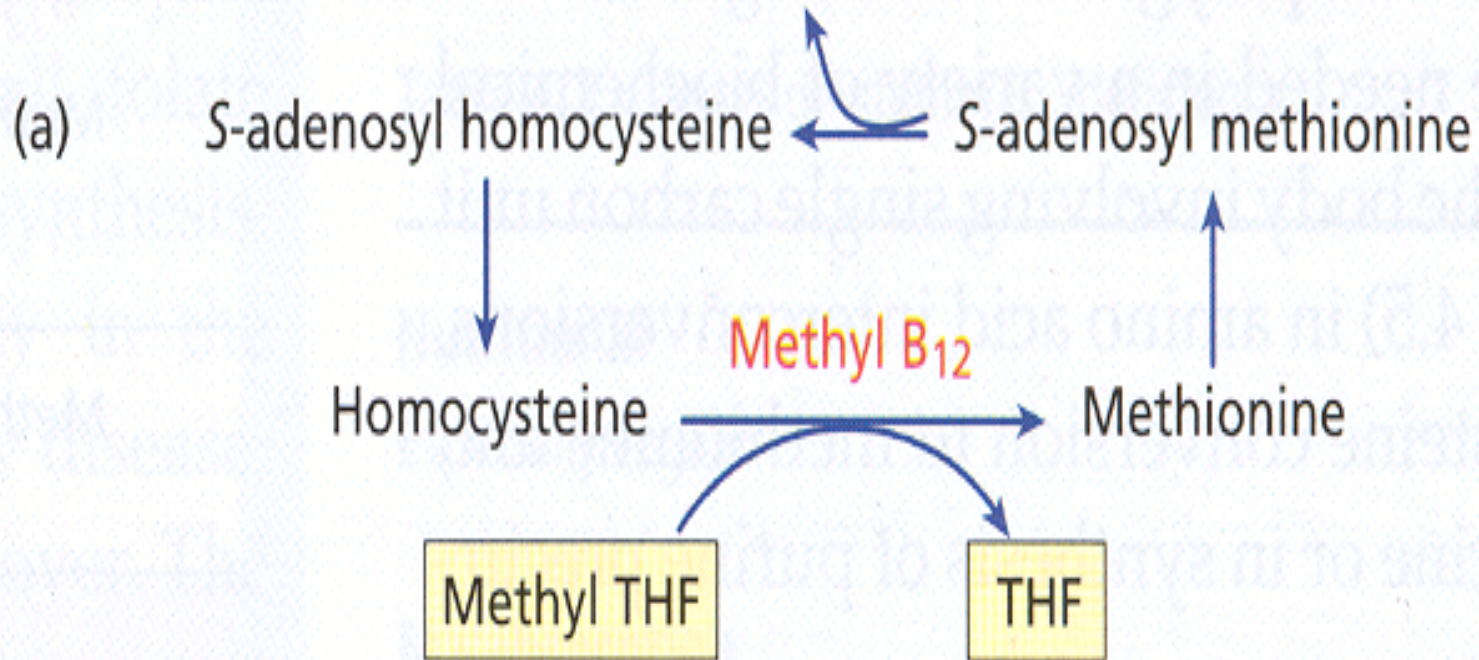 (a) S-adenosyl homocysteine S-adenosyl methionine
Methyl B₁₂
Homocysteine Methionine
Methyl THF THF